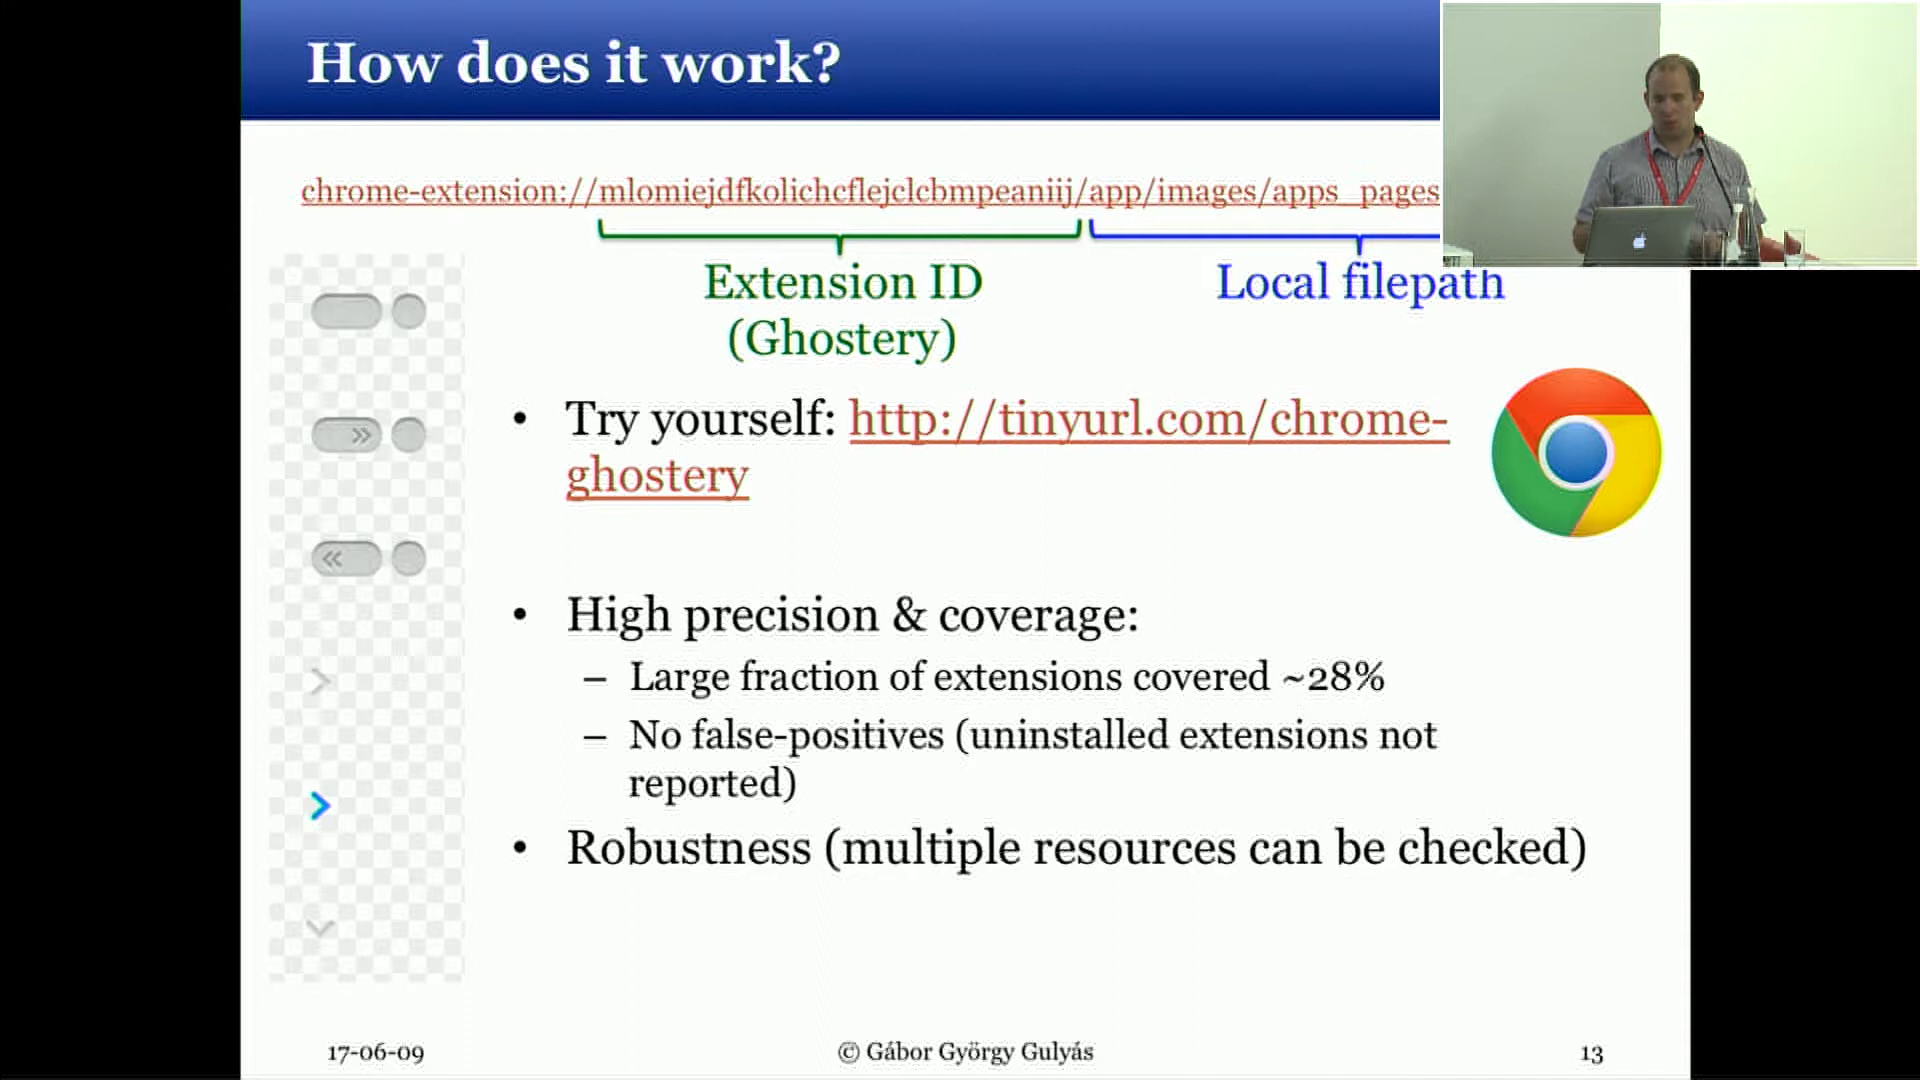 How does it work?
chrome-extension://mlomiejdfkolichcflejclcbmpeaniij/app/images/apps_pages
Extension ID
(Ghostery)
Local filepath
• Try yourself: http://tinyurl.com/chrome-
ghostery
• High precision & coverage:
– Large fraction of extensions covered ~28%
– No false-positives (uninstalled extensions not
reported)
• Robustness (multiple resources can be checked)
17-06-09
© Gábor György Gulyás
13